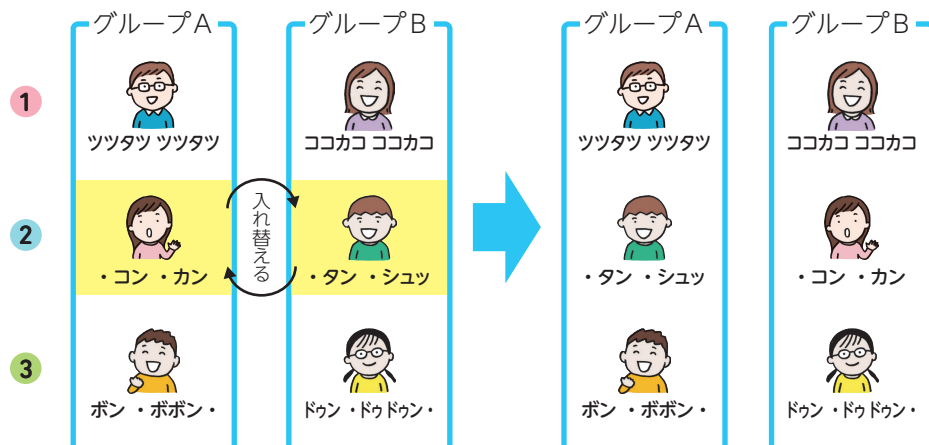 グループA グループB グループA グループB
1
ツツタツ ツツタツ ココカコ ココカコ ツツタツ ツツタツ ココカコ ココカコ
入れ替える
2
・コン ・カン ・タン ・シュッ ・タン ・シュッ ・コン ・カン
3
ボン ・ボボン・ ドゥン ・ドゥドゥン・ ボン ・ボボン・ ドゥン ・ドゥドゥン・